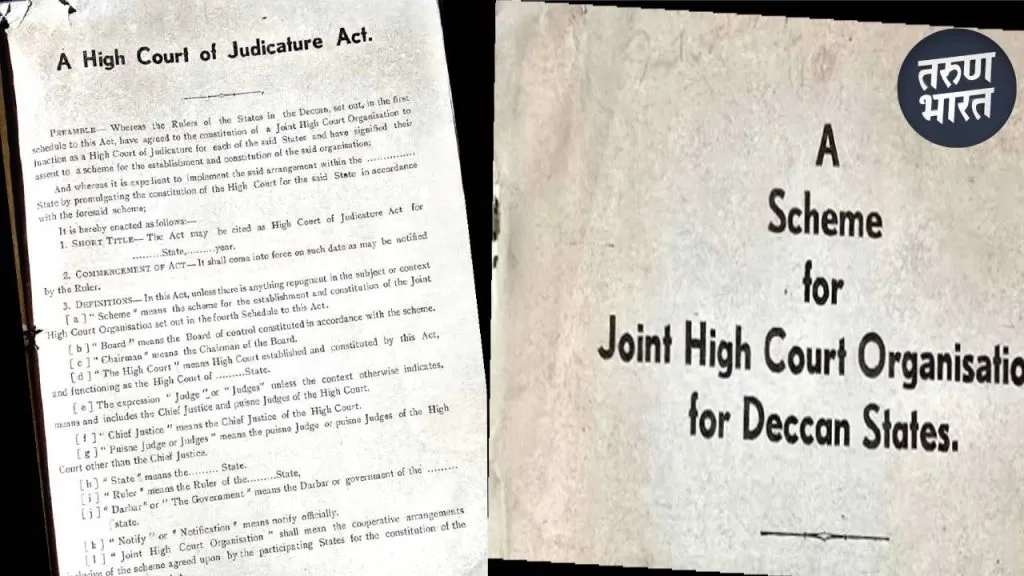 A High Court of Judicature Act.
PREAMBLE— Whereas the Rulers of the States in the Deccan, set out, in the first
schedule to this Act, have agreed to the constitution of a Joint High Court Organisation to
function as a High Court of Judicature for each of the said States and have signified their
assent to a scheme for the establishment and constitution of the said organisation;
And whereas it is expedient to implement the said arrangement within the ...............
State by promulgating the constitution of the High Court for the said State in accordance
with the foresaid scheme;
It is hereby enacted as follows:—
1. SHORT TITLE— The Act may be cited as High Court of Judicature Act for
.........State,.........year.
2. COMMENCEMENT OF ACT—It shall come into force on such date as may be notified
by the Ruler.
3. DEFINITIONS— In this Act, unless there is anything repugnent in the subject or context
[ a ] " Scheme " means the scheme for the establishment and constitution of the Joint
High Court Organisation set out in the fourth Schedule to this Act.
[ b ] " Board " means the Board of control constituted in accordance with the scheme.
[ c ] " Chairman " means the Chairman of the Board.
[ d ] " The High Court " means High Court established and constituted by this Act,
and functioning as the High Court of .........State.
[ e ] The expression " Judge " or " Judges " unless the context otherwise indicates,
means and includes the Chief Justice and puisne Judges of the High Court.
[ f ] " Chief Justice " means the Chief Justice of the High Court.
[ g ] " Puisne Judge or Judges " means the puisne Judge or puisne Judges of the High
Court other than the Chief Justice.
[ h ] " State " means the......... State.
[ i ] " Ruler " means the Ruler of the.........State,
[ j ] " Darbar " or " The Government " means the Darbar or government of the .........
state.
[ k ] " Notify " or " Notification " means notify officially.
[ l ] " Joint High Court Organisation " shall mean the cooperative arrangements
of the scheme agreed upon by the participating States for the constitution of the
A
Scheme
for
Joint High Court Organisatio
for Deccan States.
तरुण
भारत